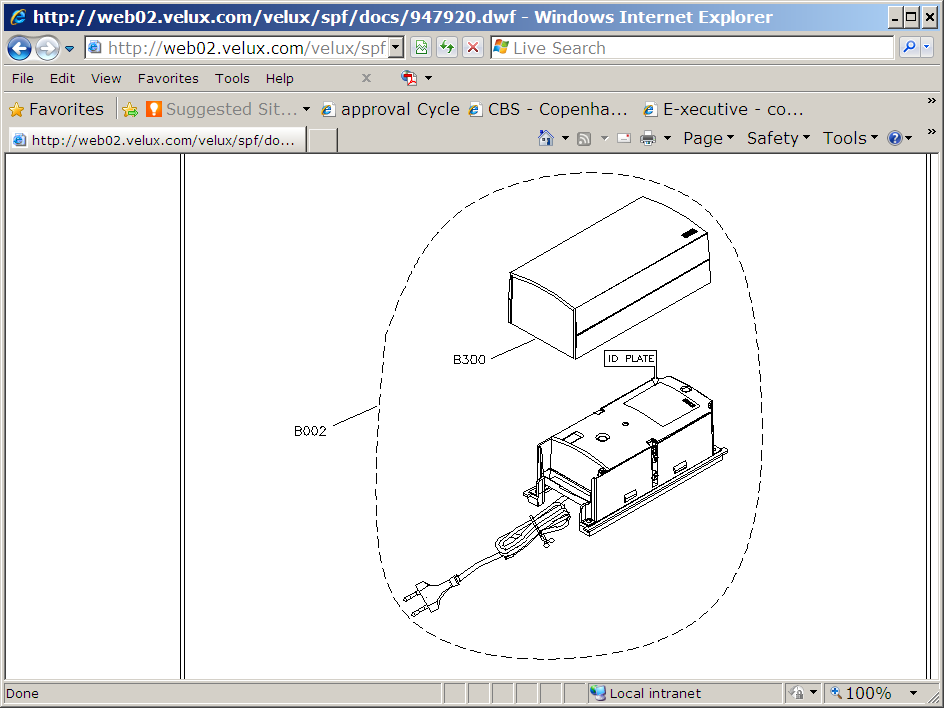 http://web02.velux.com/velux/spf/docs/947920.dwf - Windows Internet Explorer
http://web02.velux.com/velux/spf
Live Search
File Edit View Favorites Tools Help x
Favorites Suggested Sit... approval Cycle CBS - Copenha... E-xecutive - co... »
http://web02.velux.com/velux/spf/do... Page Safety Tools »
B300
ID PLATE
B002
Done Local intranet 100%